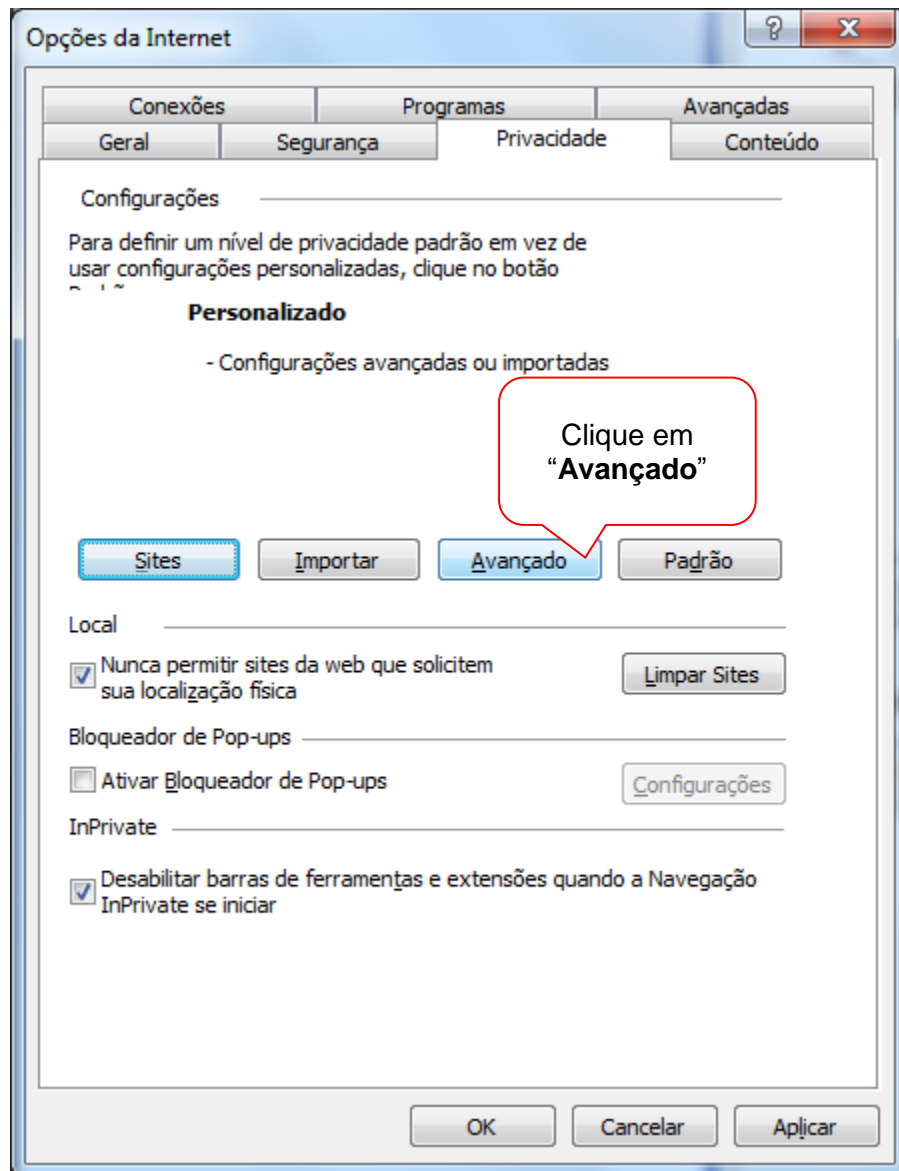 Opções da Internet
Conexões Programas Avançadas
Geral Segurança Privacidade Conteúdo
Configurações
Para definir um nível de privacidade padrão em vez de
usar configurações personalizadas, clique no botão
Personalizado
- Configurações avançadas ou importadas
Clique em
“Avançado”
Sites Importar Avançado Padrão
Local
Nunca permitir sites da web que solicitem
sua localização física
Limpar Sites
Bloqueador de Pop-ups
Ativar Bloqueador de Pop-ups
Configurações
InPrivate
Desabilitar barras de ferramentas e extensões quando a Navegação
InPrivate se iniciar
OK Cancelar Aplicar